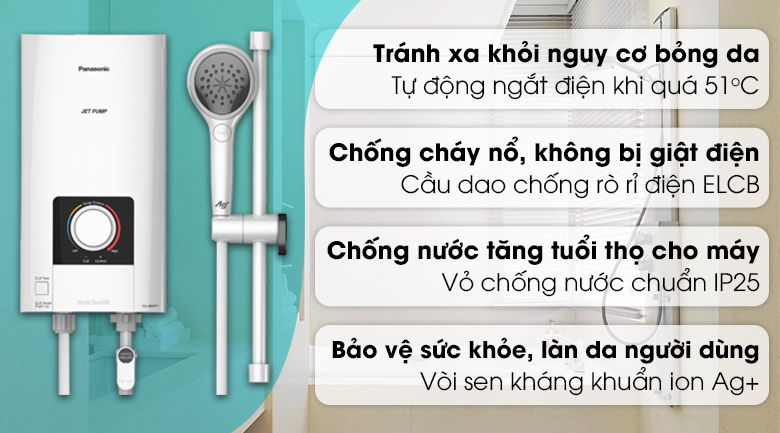 Panasonic
JET PUMP
Ag+
Tránh xa khỏi nguy cơ bỏng da
Tự động ngắt điện khi quá 51°C
Chống cháy nổ, không bị giật điện
Cầu dao chống rò rỉ điện ELCB
Chống nước tăng tuổi thọ cho máy
Vỏ chống nước chuẩn IP25
Bảo vệ sức khỏe, làn da người dùng
Vòi sen kháng khuẩn ion Ag+